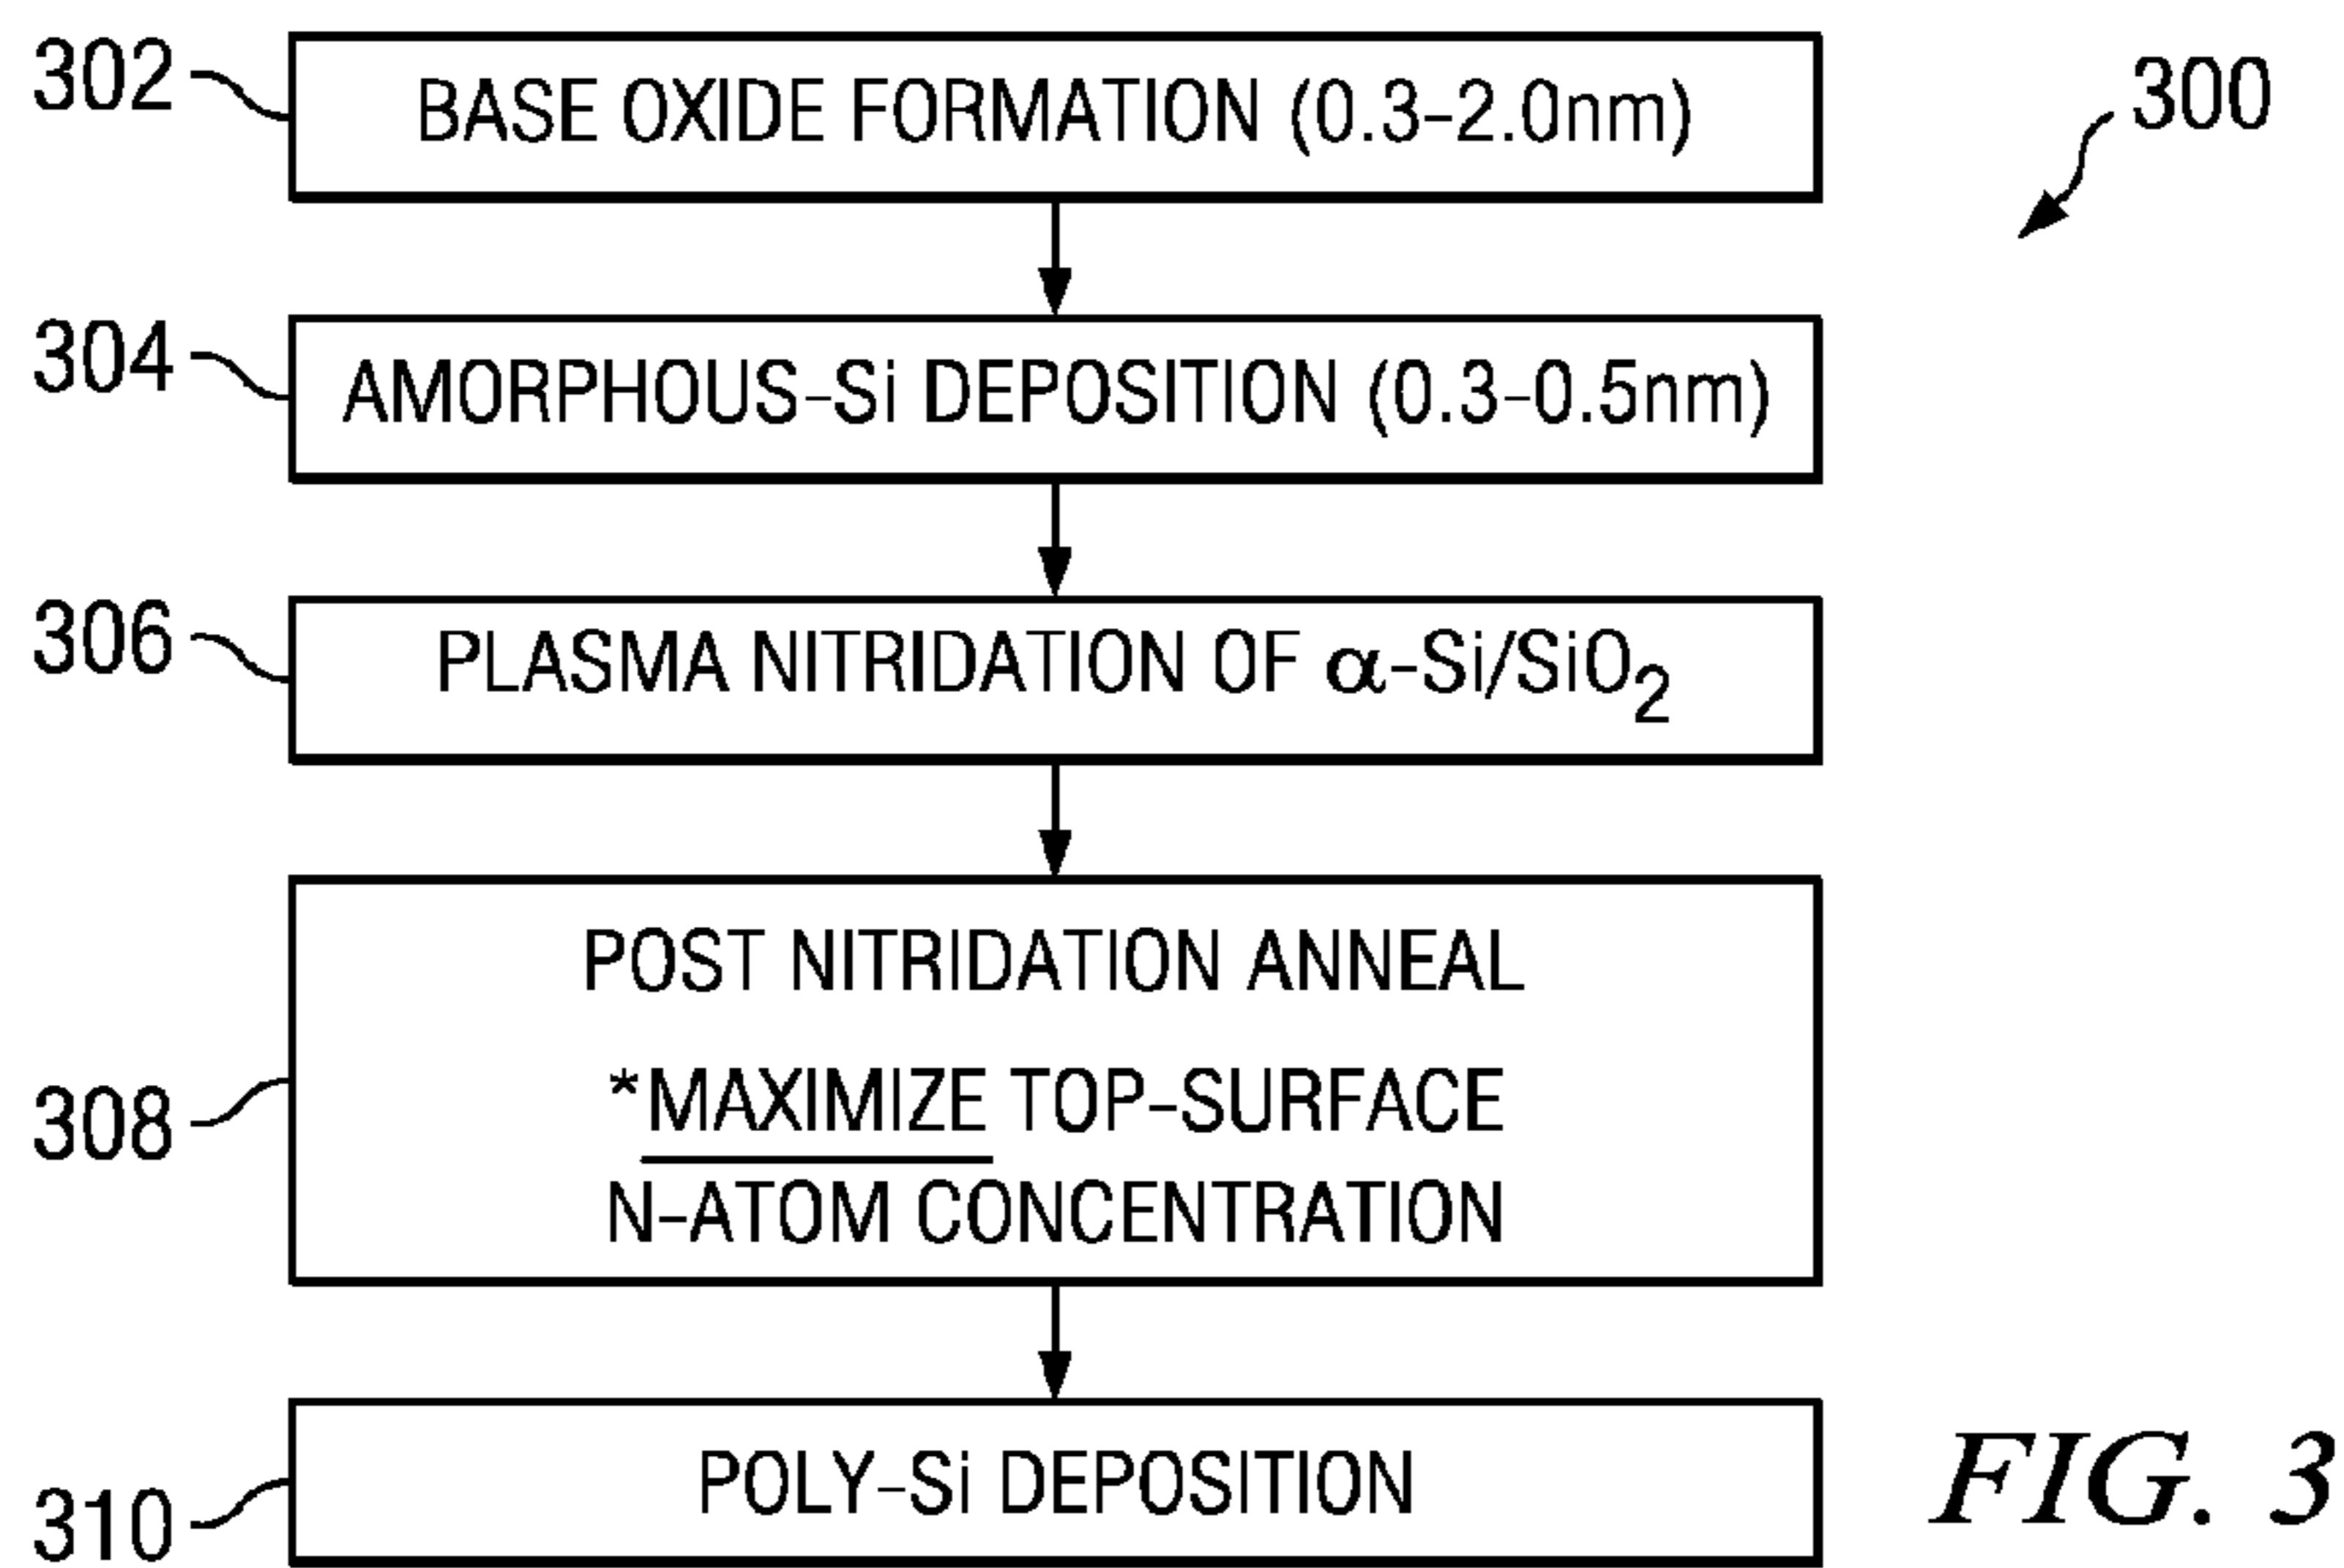 302
BASE OXIDE FORMATION (0.3-2.0nm)
300
304
AMORPHOUS-Si DEPOSITION (0.3-0.5nm)
306
PLASMA NITRIDATION OF α-Si/SiO₂
308
POST NITRIDATION ANNEAL
*MAXIMIZE TOP-SURFACE
N-ATOM CONCENTRATION
310
POLY-Si DEPOSITION
FIG. 3